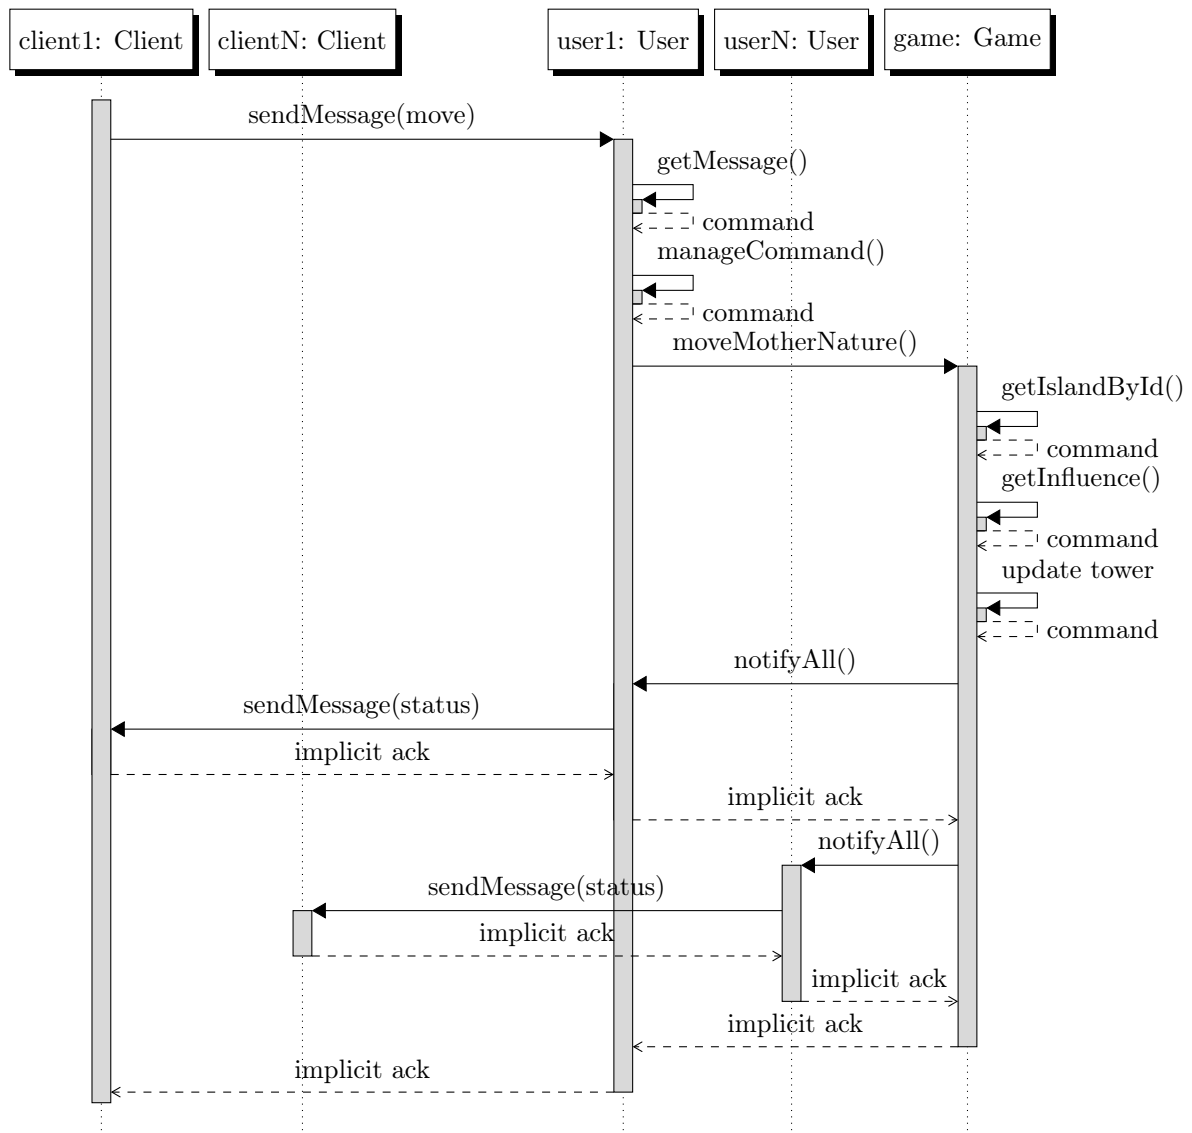 client1: Client
clientN: Client
user1: User
userN: User
game: Game
sendMessage(move)
getMessage()
command
manageCommand()
command
moveMotherNature()
getIslandById()
command
getInfluence()
command
update tower
command
notifyAll()
sendMessage(status)
implicit ack
implicit ack
notifyAll()
sendMessage(status)
implicit ack
implicit ack
implicit ack
implicit ack